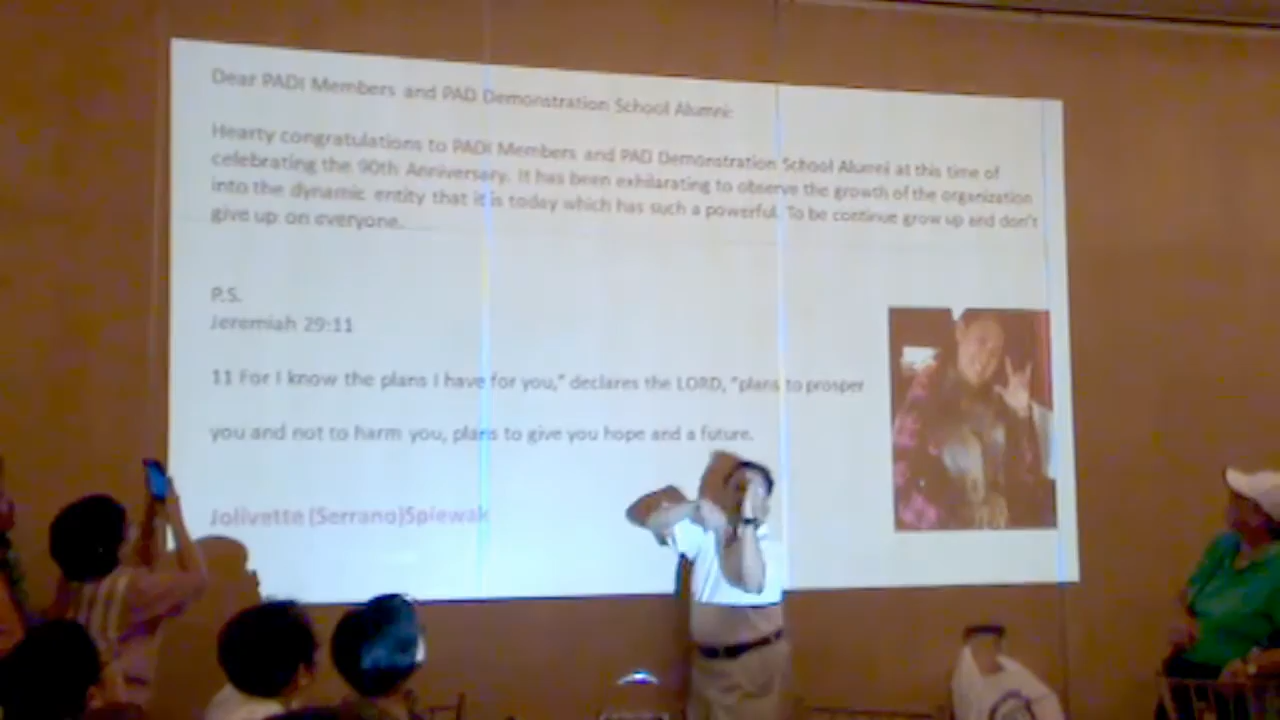 Dear PADI Members and PAD Demonstration School Alumni:
Hearty congratulations to PADI Members and PAD Demonstration School Alumni at this time of
celebrating the 90th Anniversary. It has been exhilarating to observe the growth of the organization
into the dynamic entity that it is today which has such a powerful. To be continue grow up and don't
give up on everyone.
P.S.
Jeremiah 29:11
11 For I know the plans I have for you," declares the LORD, "plans to prosper
you and not to harm you, plans to give you hope and a future.
Jolivette (Serrano)Spiewak